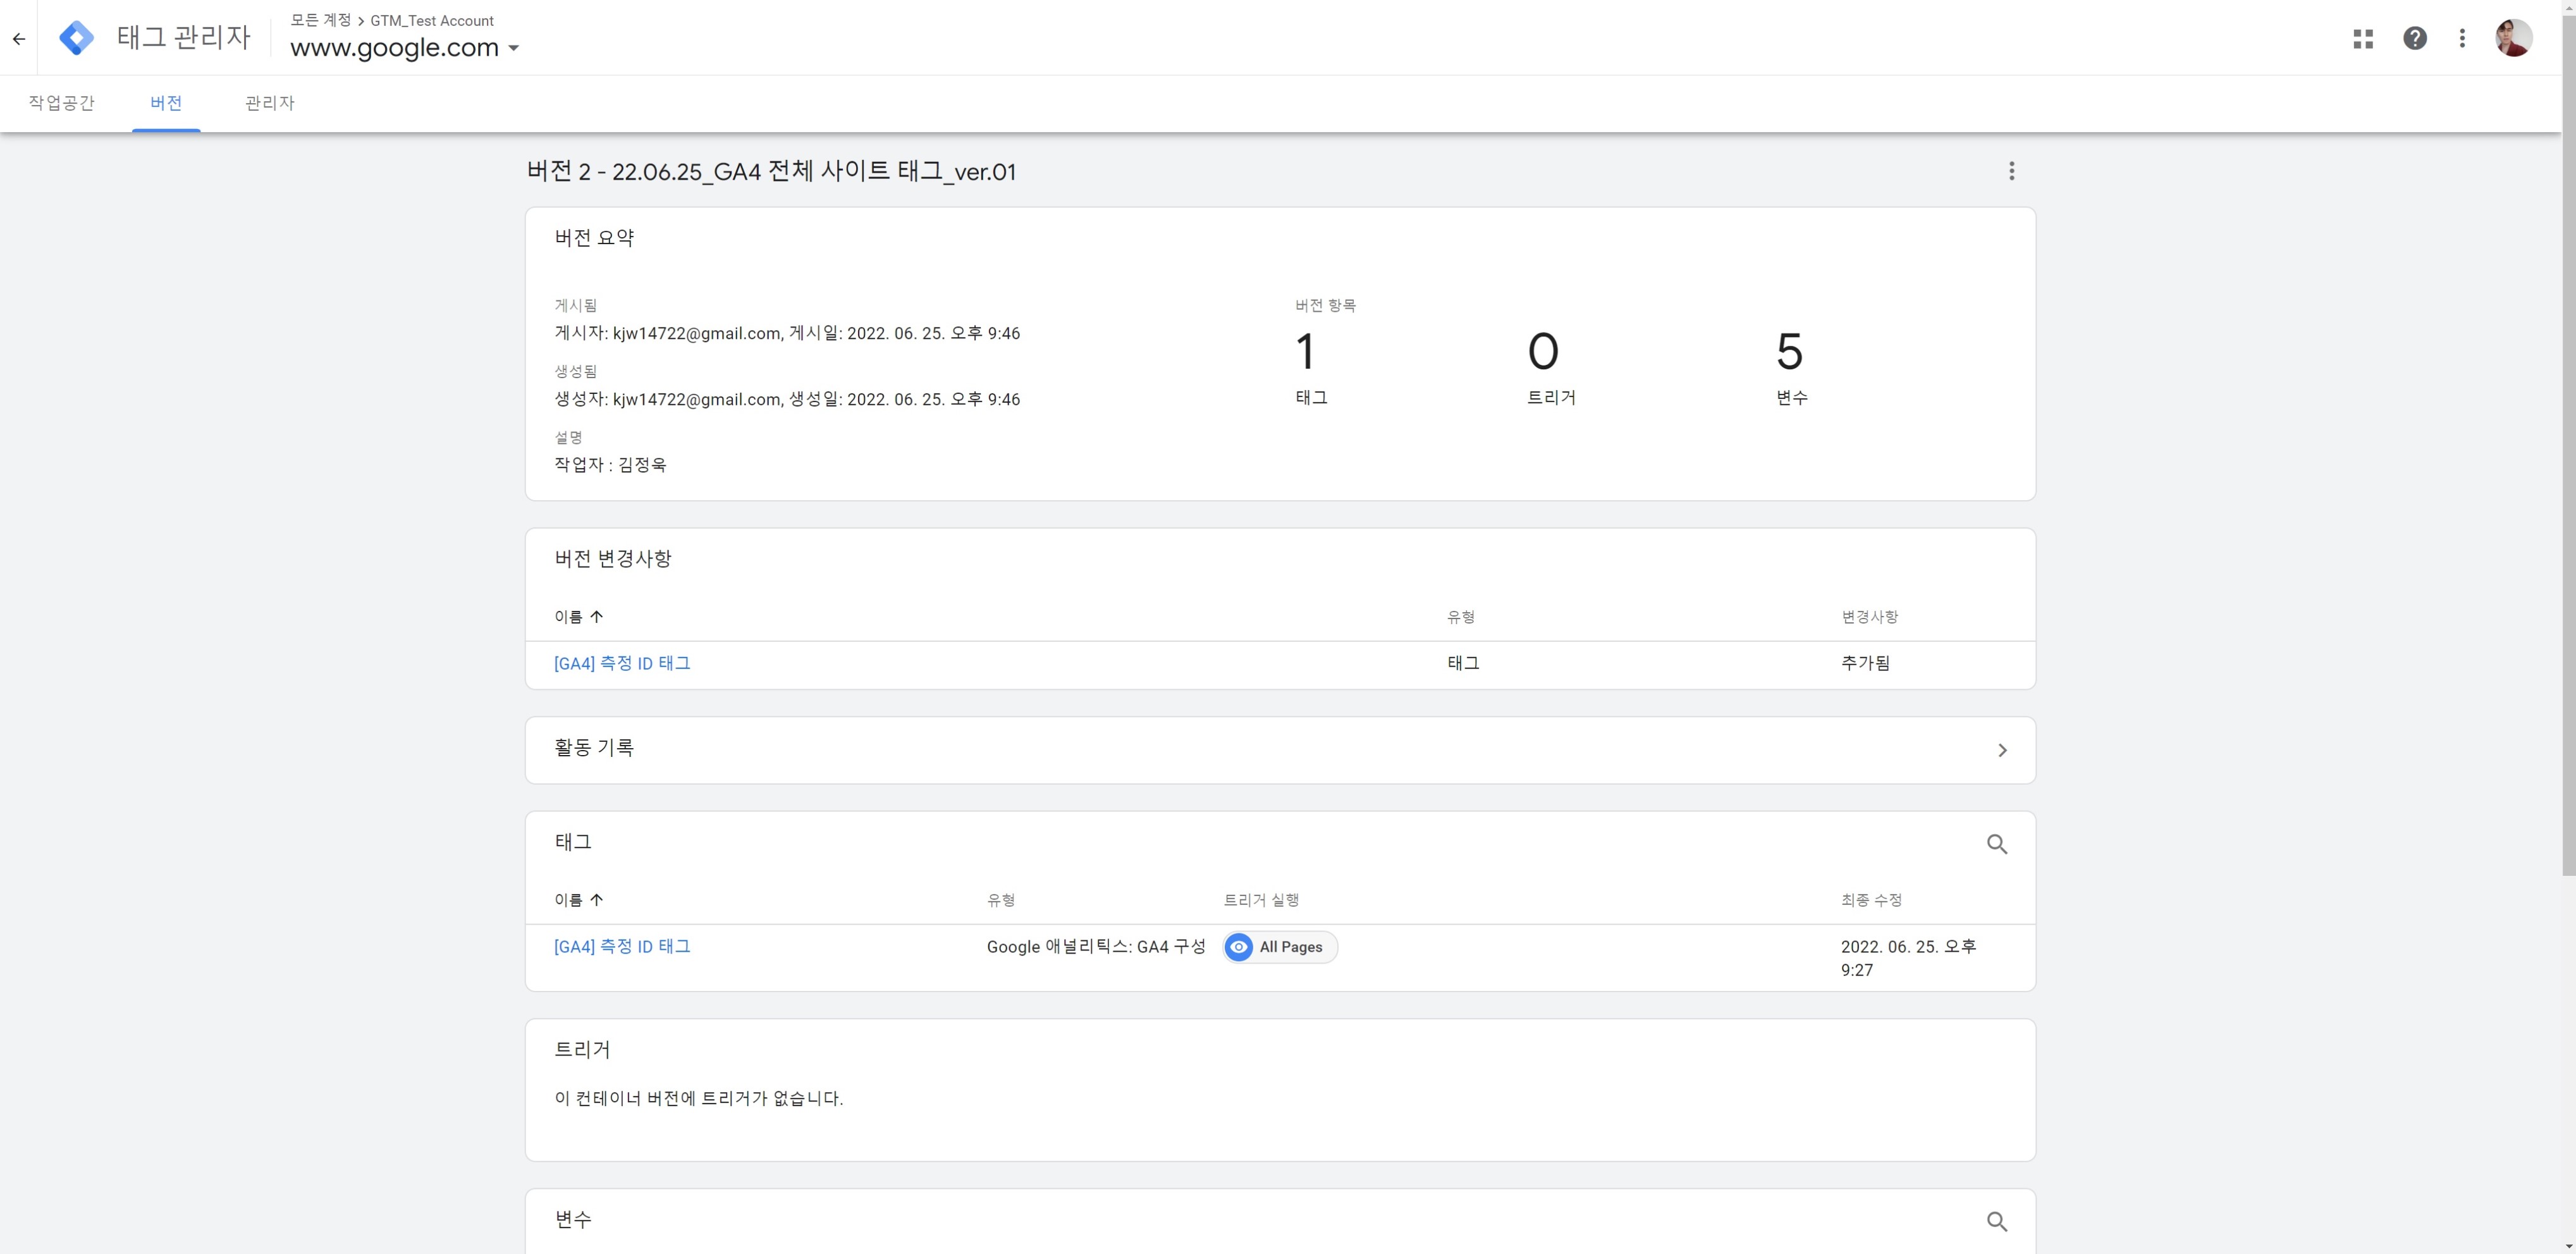 모든 계정 > GTM_Test Account
태그 관리자
www.google.com
작업공간
버전
관리자
버전 2 - 22.06.25_GA4 전체 사이트 태그_ver.01
버전 요약
게시됨
게시자: kjw14722@gmail.com, 게시일: 2022. 06. 25. 오후 9:46
생성됨
생성자: kjw14722@gmail.com, 생성일: 2022. 06. 25. 오후 9:46
설명
작업자 : 김정욱
버전 항목
1 0 5
태그 트리거 변수
버전 변경사항
이름 유형 변경사항
[GA4] 측정 ID 태그 태그 추가됨
활동 기록
태그
이름 유형 트리거 실행 최종 수정
[GA4] 측정 ID 태그 Google 애널리틱스: GA4 구성 All Pages 2022. 06. 25. 오후
9:27
트리거
이 컨테이너 버전에 트리거가 없습니다.
변수